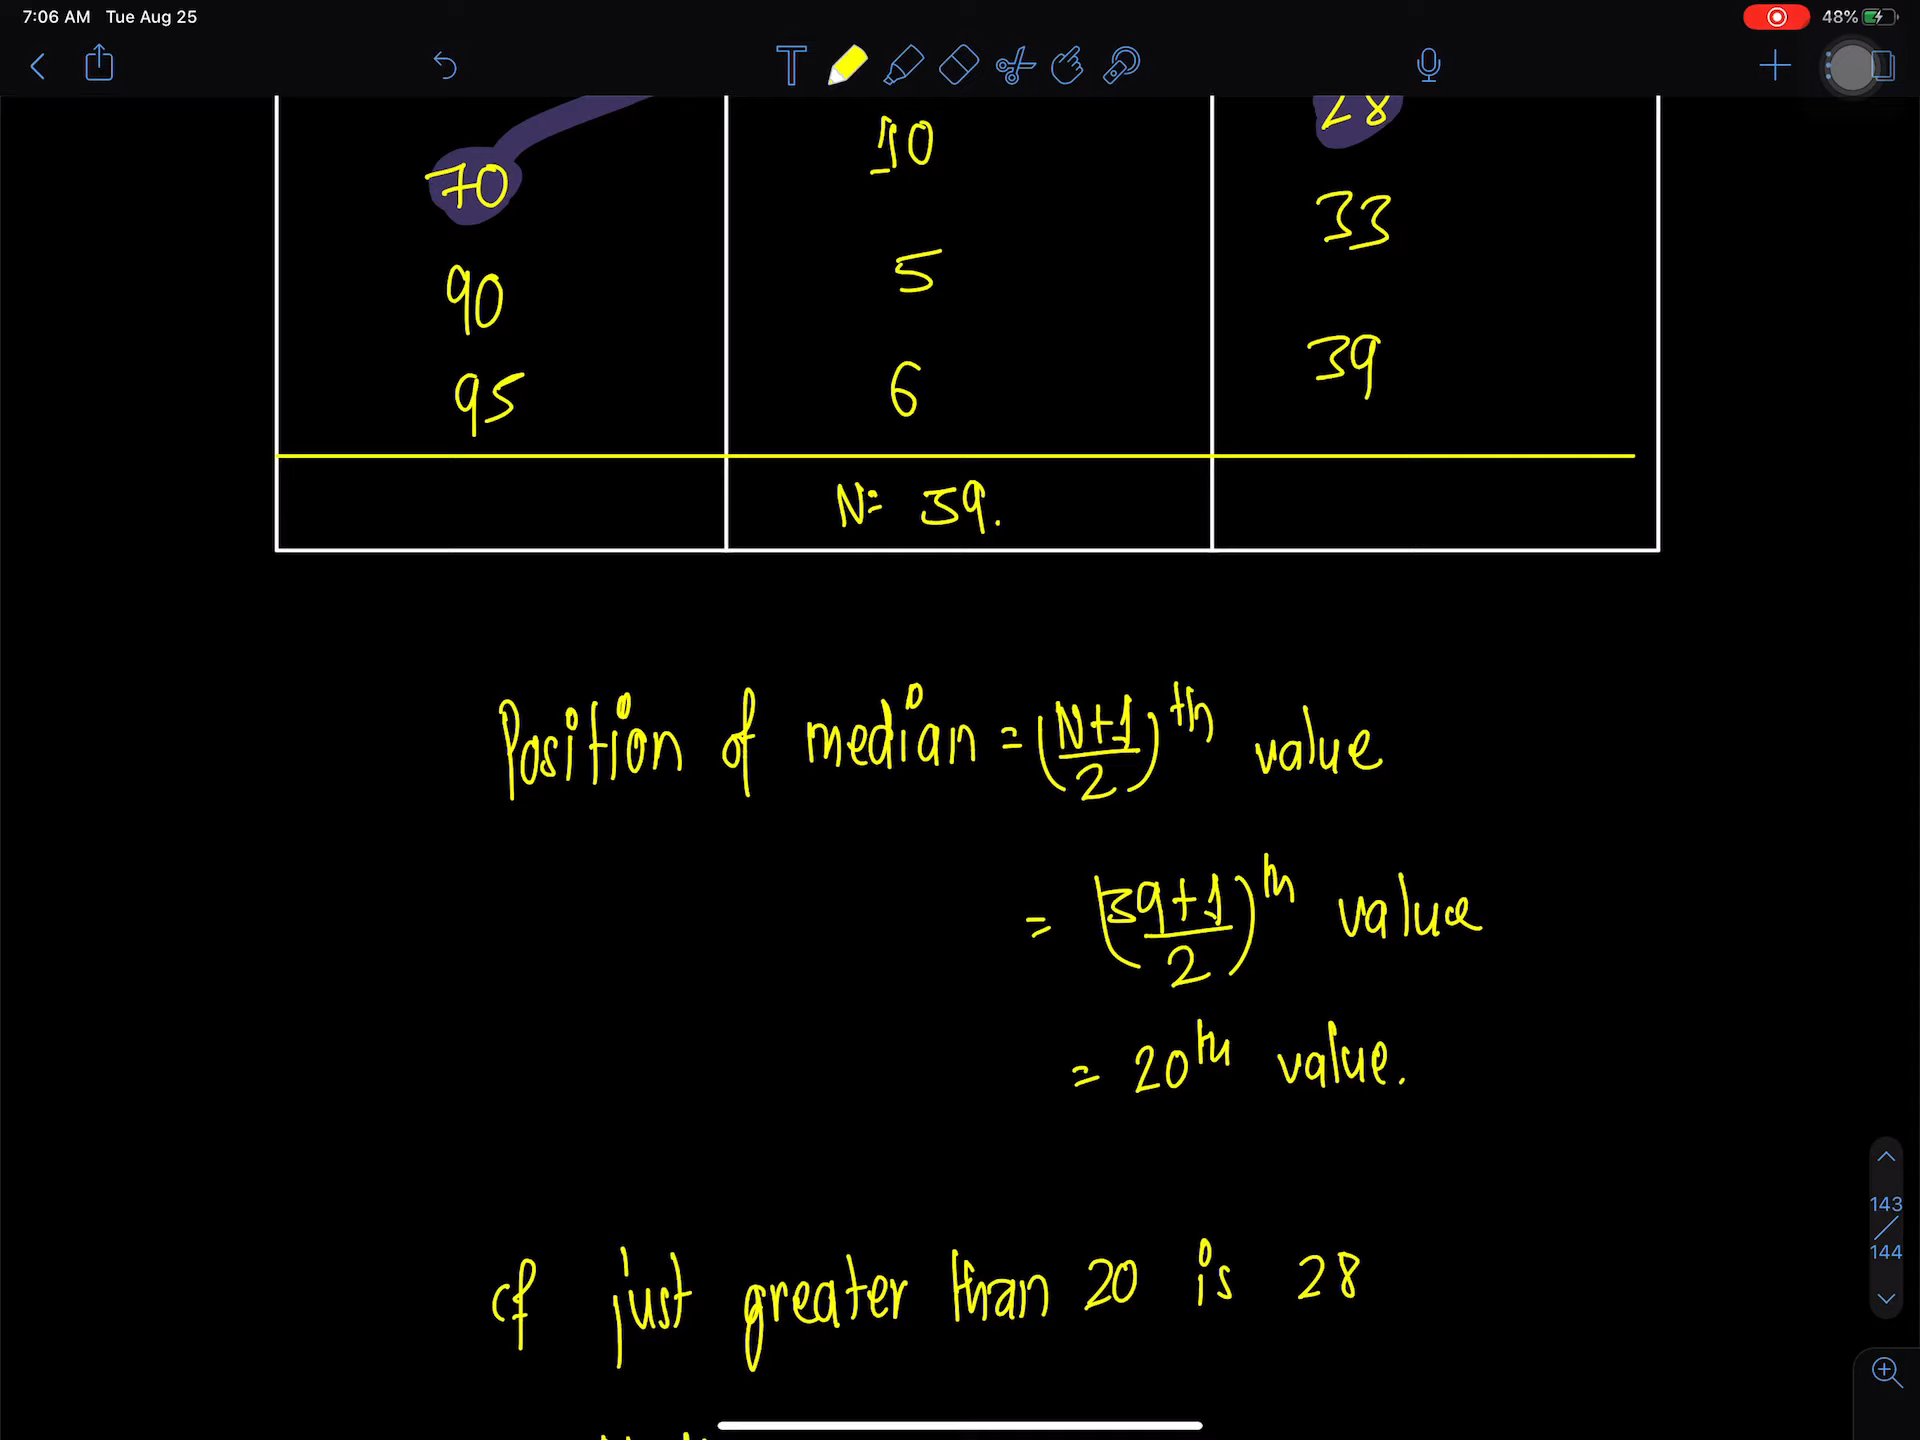 7:06 AM Tue Aug 25 48%
10 28
70 33
90 5 39
95 6
N= 39.
Position of median = (N+1/2)th value
= (39+1/2)th value
= 20th value.
143
144
cf just greater than 20 is 28